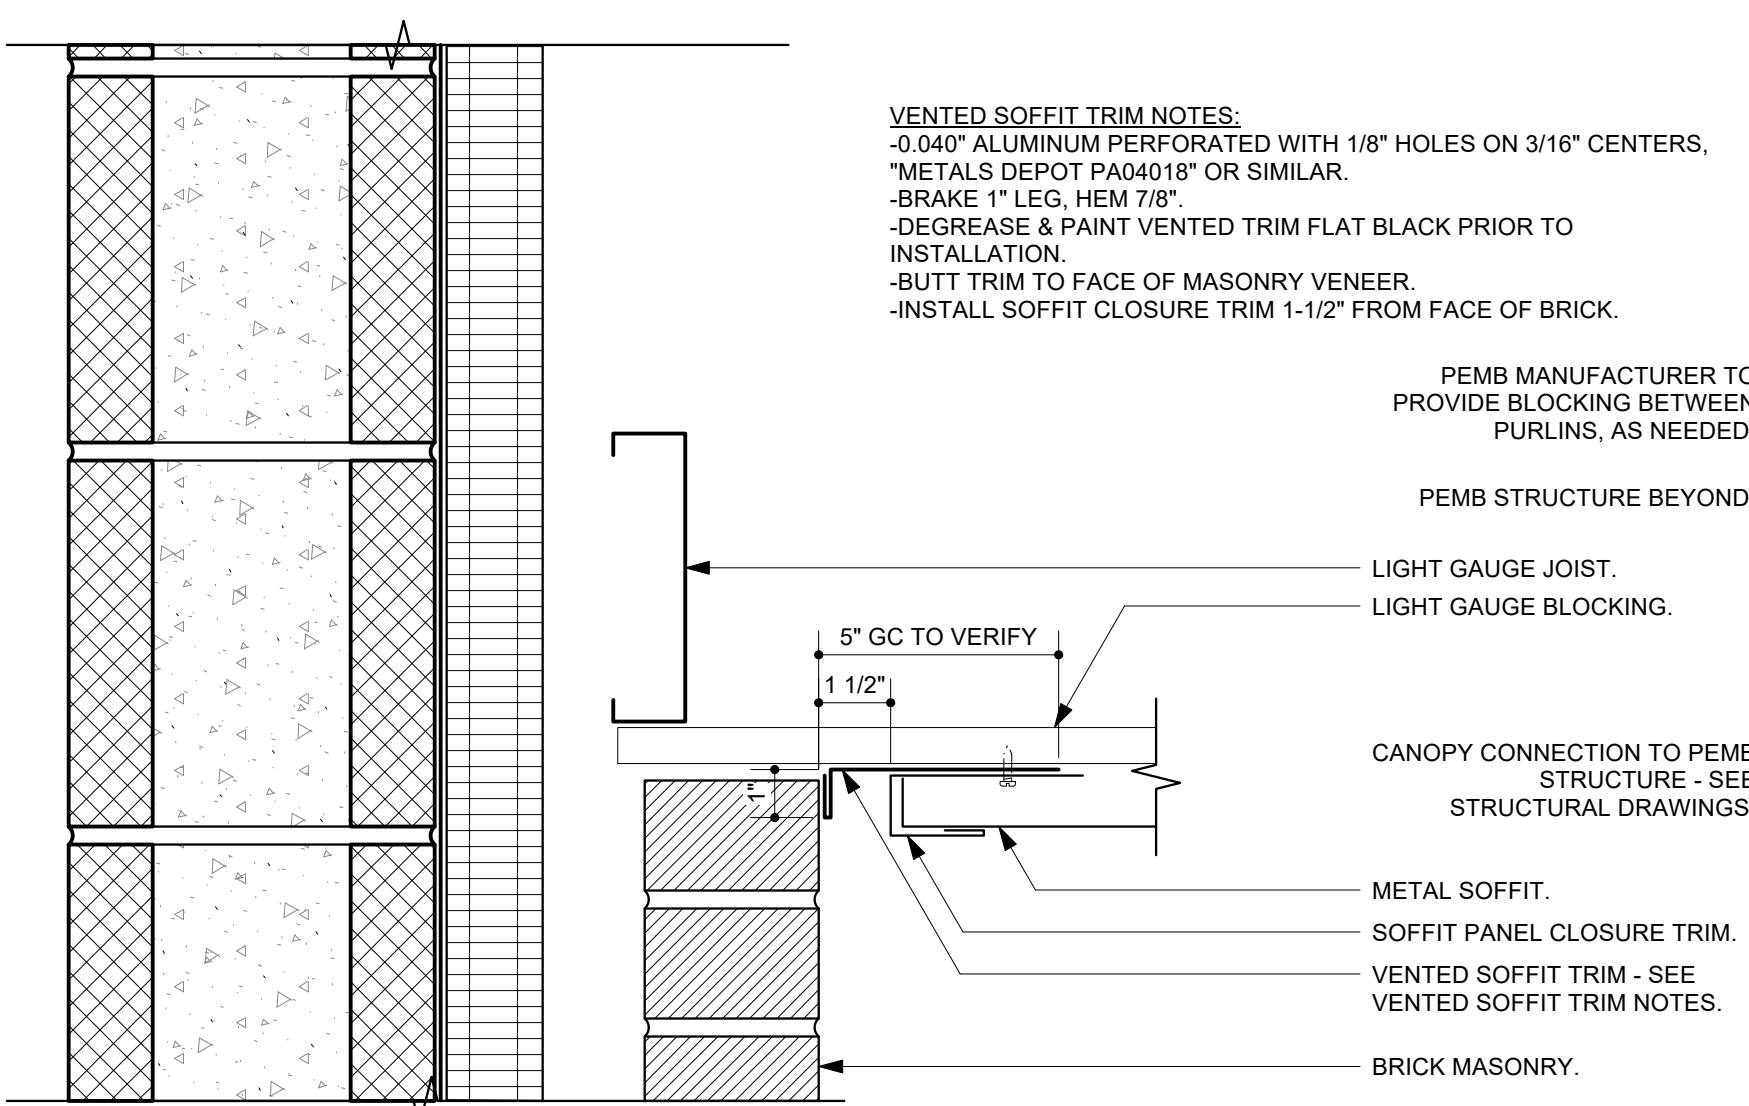 VENTED SOFFIT TRIM NOTES:
-0.040" ALUMINUM PERFORATED WITH 1/8" HOLES ON 3/16" CENTERS,
"METALS DEPOT PA04018" OR SIMILAR.
-BRAKE 1" LEG, HEM 7/8".
-DEGREASE & PAINT VENTED TRIM FLAT BLACK PRIOR TO
INSTALLATION.
-BUTT TRIM TO FACE OF MASONRY VENEER.
-INSTALL SOFFIT CLOSURE TRIM 1-1/2" FROM FACE OF BRICK.
PEMB MANUFACTURER TO
PROVIDE BLOCKING BETWEEN
PURLINS, AS NEEDED
PEMB STRUCTURE BEYOND
LIGHT GAUGE JOIST.
LIGHT GAUGE BLOCKING.
5" GC TO VERIFY
1 1/2"
1"
CANOPY CONNECTION TO PEMB
STRUCTURE - SEE
STRUCTURAL DRAWINGS
METAL SOFFIT.
SOFFIT PANEL CLOSURE TRIM.
VENTED SOFFIT TRIM - SEE
VENTED SOFFIT TRIM NOTES.
BRICK MASONRY.